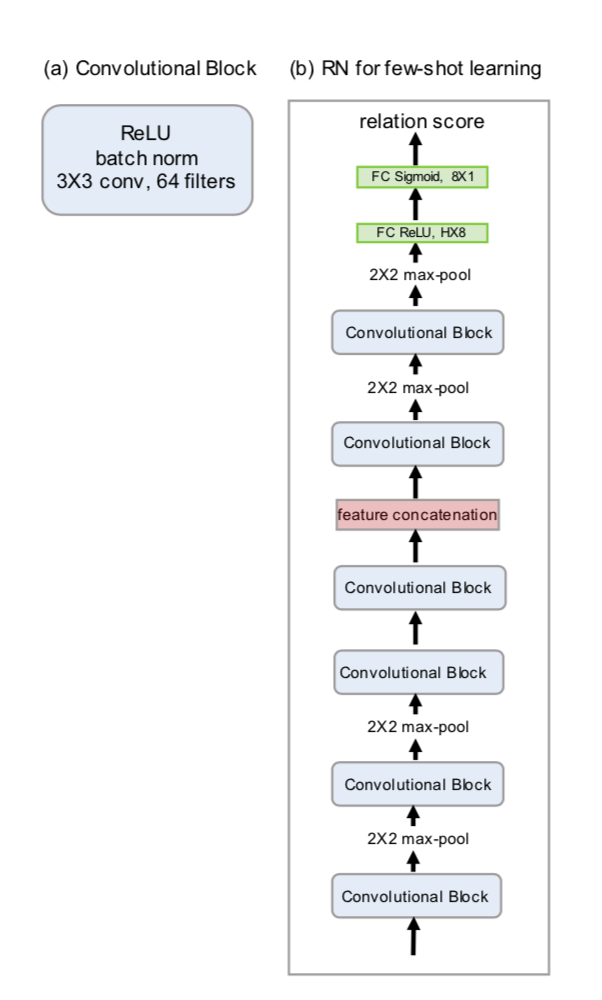 (a) Convolutional Block
(b) RN for few-shot learning
ReLU
batch norm
3X3 conv, 64 filters
relation score
FC Sigmoid, 8X1
FC ReLU, HX8
2X2 max-pool
Convolutional Block
2X2 max-pool
Convolutional Block
feature concatenation
Convolutional Block
Convolutional Block
2X2 max-pool
Convolutional Block
2X2 max-pool
Convolutional Block